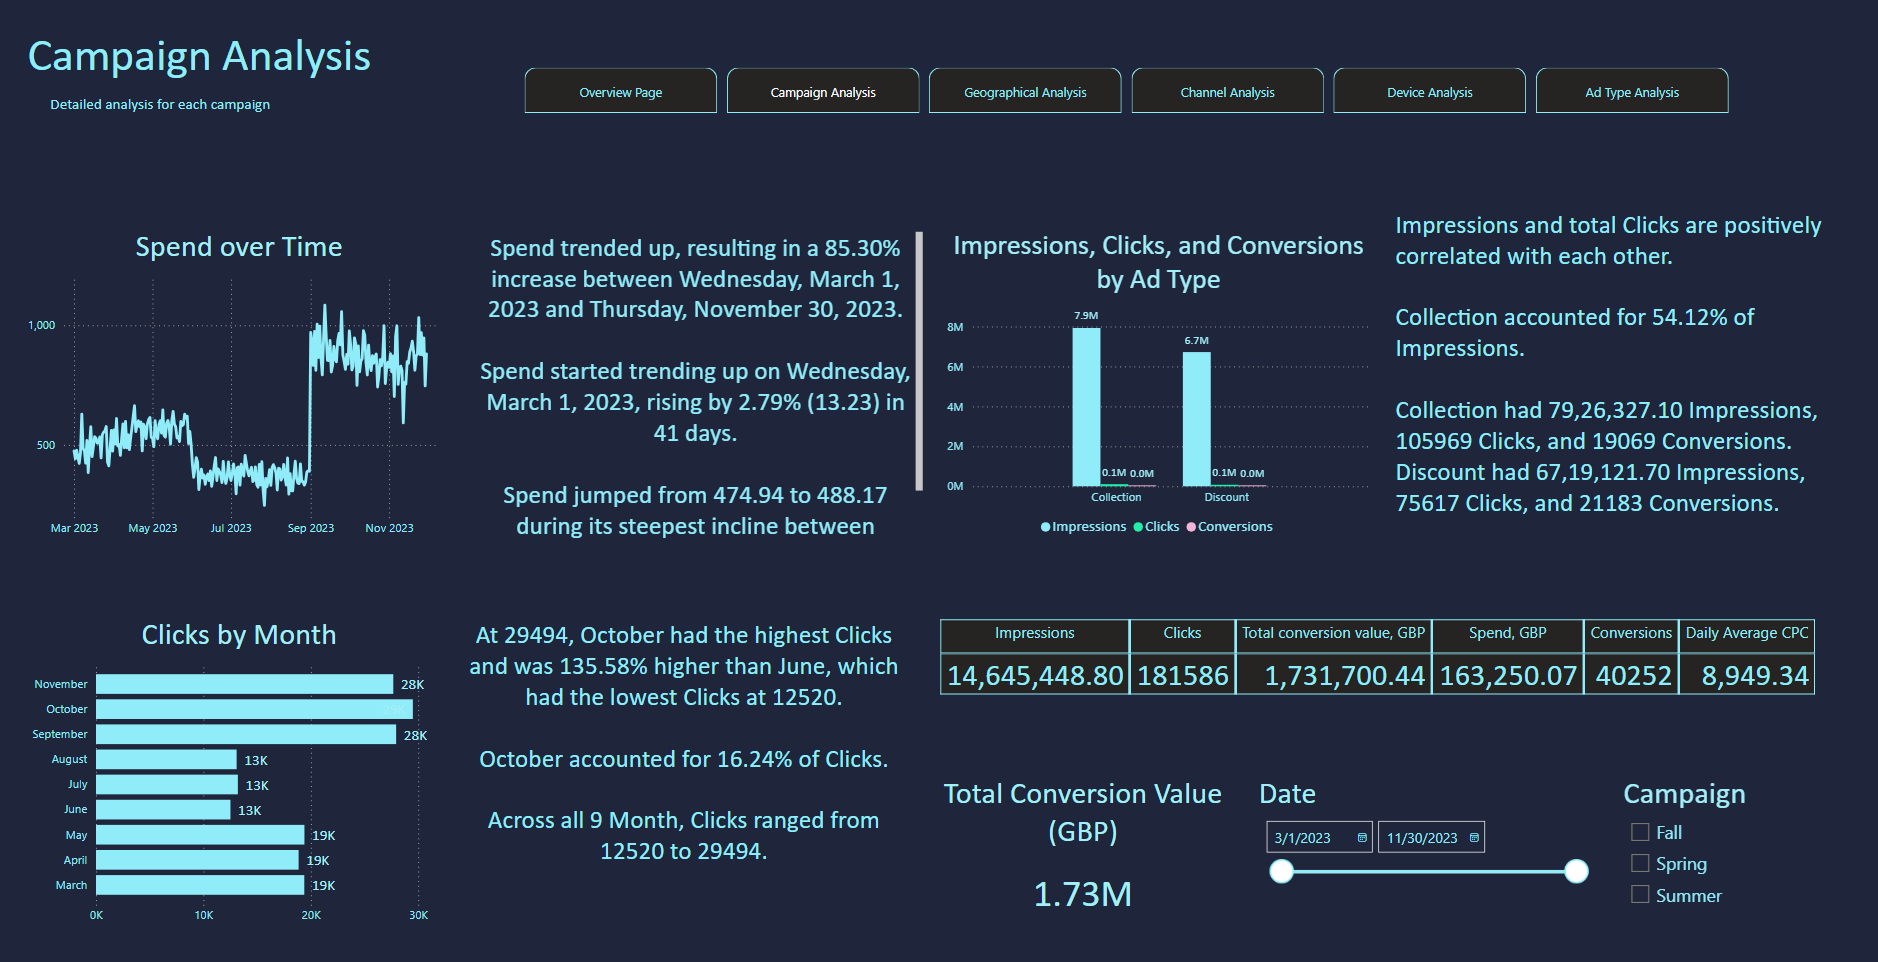 Campaign Analysis
Detailed analysis for each campaign
Overview Page
Campaign Analysis
Geographical Analysis
Channel Analysis
Device Analysis
Ad Type Analysis
Spend over Time
1,000
500
Mar 2023
May 2023
Jul 2023
Sep 2023
Nov 2023
Spend trended up, resulting in a 85.30%
increase between Wednesday, March 1,
2023 and Thursday, November 30, 2023.
Spend started trending up on Wednesday,
March 1, 2023, rising by 2.79% (13.23) in
41 days.
Spend jumped from 474.94 to 488.17
during its steepest incline between
Impressions, Clicks, and Conversions
by Ad Type
8M
6M
4M
2M
0M
7.9M
0.1M
0.0M
6.7M
0.1M
0.0M
Collection
Discount
Impressions
Clicks
Conversions
Impressions and total Clicks are positively
correlated with each other.
Collection accounted for 54.12% of
Impressions.
Collection had 79,26,327.10 Impressions,
105969 Clicks, and 19069 Conversions.
Discount had 67,19,121.70 Impressions,
75617 Clicks, and 21183 Conversions.
Clicks by Month
November
28K
October
September
28K
August
13K
July
13K
June
13K
May
19K
April
19K
March
19K
0K
10K
20K
30K
At 29494, October had the highest Clicks
and was 135.58% higher than June, which
had the lowest Clicks at 12520.
October accounted for 16.24% of Clicks.
Across all 9 Month, Clicks ranged from
12520 to 29494.
Impressions
Clicks
Total conversion value, GBP
Spend, GBP
Conversions
Daily Average CPC
14,645,448.80
181586
1,731,700.44
163,250.07
40252
8,949.34
Total Conversion Value
(GBP)
1.73M
Date
3/1/2023
11/30/2023
Campaign
Fall
Spring
Summer